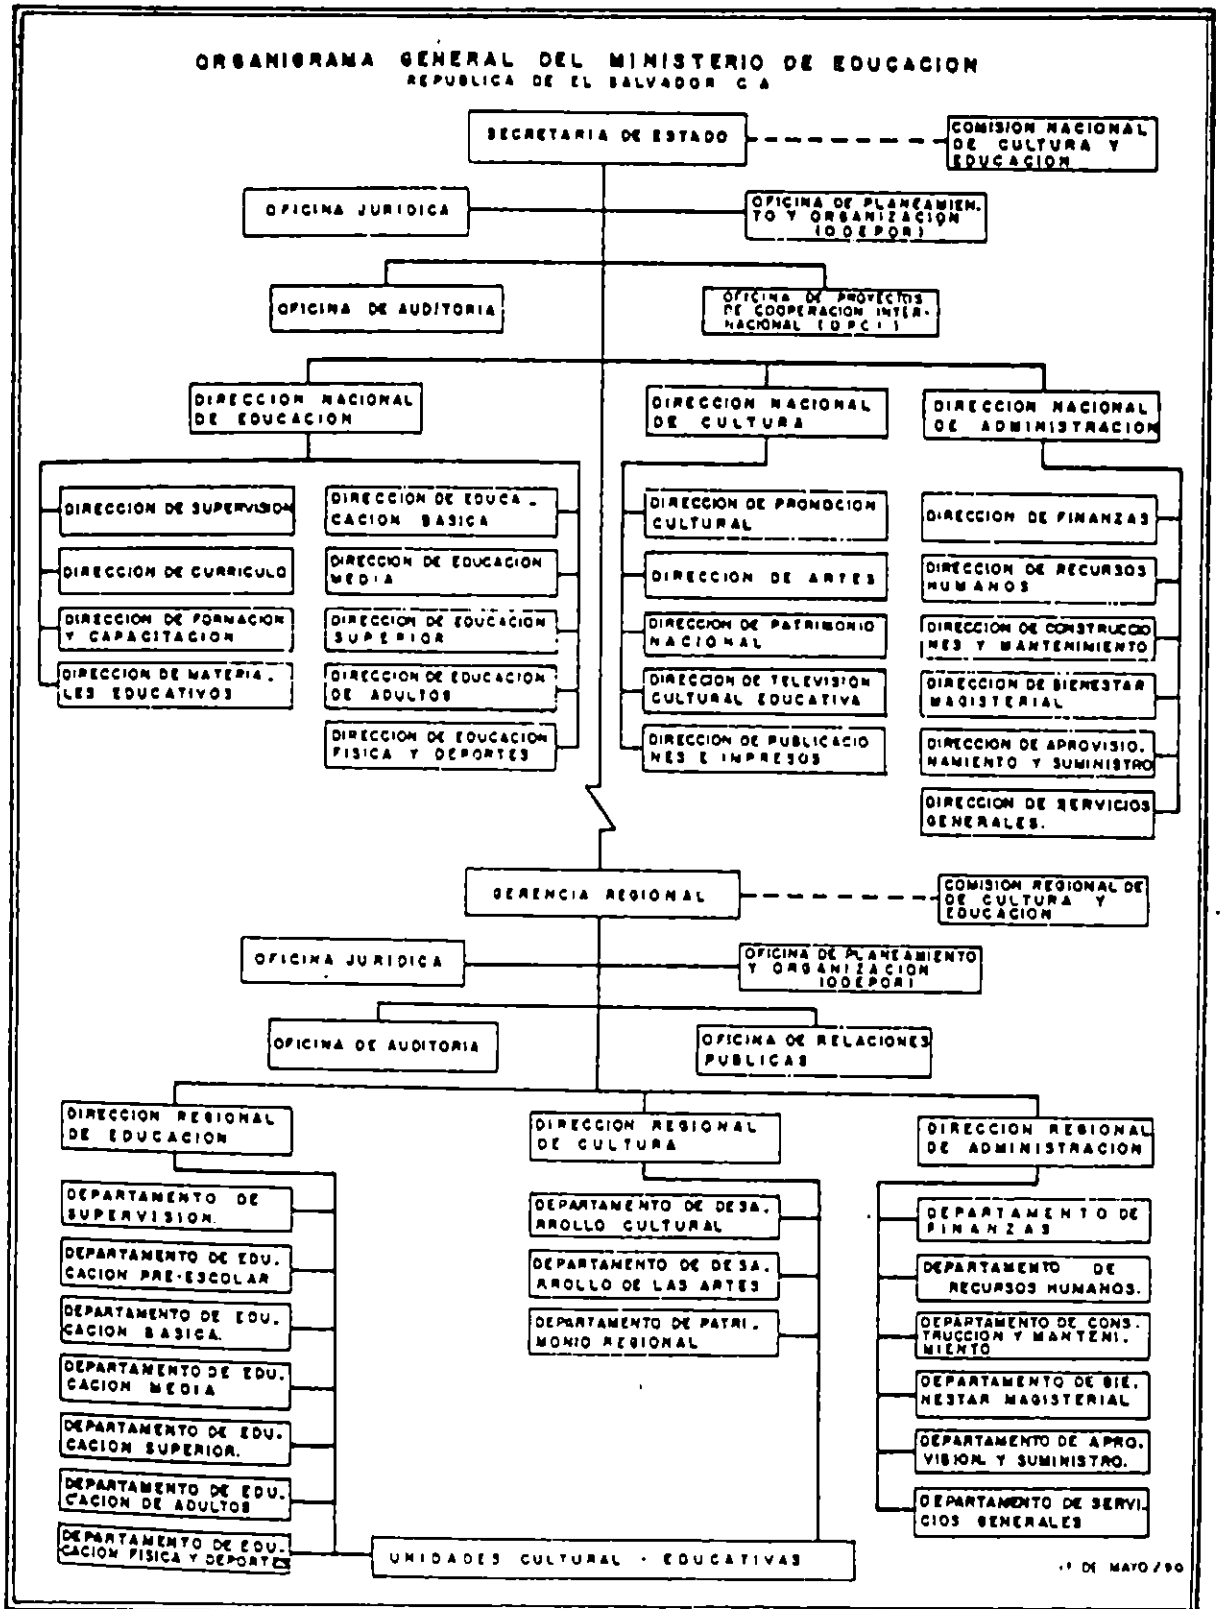 ORGANIGRAMA GENERAL DEL MINISTERIO DE EDUCACION
REPUBLICA DE EL SALVADOR C A
SECRETARIA DE ESTADO
COMISION NACIONAL
DE CULTURA Y
EDUCACION
OFICINA JURIDICA
OFICINA DE PLANEAMIEN-
TO Y ORGANIZACION
(ODEPOR)
OFICINA DE AUDITORIA
OFICINA DE PROYECTOS
DE COOPERACION INTER-
NACIONAL (OPCI)
DIRECCION NACIONAL
DE EDUCACION
DIRECCION NACIONAL
DE CULTURA
DIRECCION NACIONAL
DE ADMINISTRACION
DIRECCION DE SUPERVISION
DIRECCION DE CURRICULO
DIRECCION DE FORMACION
Y CAPACITACION
DIRECCION DE MATERIA-
LES EDUCATIVOS
DIRECCION DE EDUCA-
CACION BASICA
DIRECCION DE EDUCACION
MEDIA
DIRECCION DE EDUCACION
SUPERIOR
DIRECCION DE EDUCACION
DE ADULTOS
DIRECCION DE EDUCACION
FISICA Y DEPORTES
DIRECCION DE PROMOCION
CULTURAL
DIRECCION DE ARTES
DIRECCION DE PATRIMONIO
NACIONAL
DIRECCION DE TELEVISION
CULTURAL EDUCATIVA
DIRECCION DE PUBLICACIO
NES E IMPRESOS
DIRECCION DE FINANZAS
DIRECCION DE RECURSOS
HUMANOS
DIRECCION DE CONSTRUCCIO
NES Y MANTENIMIENTO
DIRECCION DE BIENESTAR
MAGISTERIAL
DIRECCION DE APROVISIO-
NAMIENTO Y SUMINISTRO
DIRECCION DE SERVICIOS
GENERALES.
GERENCIA REGIONAL
COMISION REGIONAL DE
DE CULTURA Y
EDUCACION
OFICINA JURIDICA
OFICINA DE PLANEAMIENTO
Y ORGANIZACION
(ODEPOR)
OFICINA DE AUDITORIA
OFICINA DE RELACIONES
PUBLICAS
DIRECCION REGIONAL
DE EDUCACION
DIRECCION REGIONAL
DE CULTURA
DIRECCION REGIONAL
DE ADMINISTRACION
DEPARTAMENTO DE
SUPERVISION.
DEPARTAMENTO DE EDU-
CACION PRE-ESCOLAR
DEPARTAMENTO DE EDU-
CACION BASICA.
DEPARTAMENTO DE EDU-
CACION MEDIA
DEPARTAMENTO DE EDU-
CACION SUPERIOR.
DEPARTAMENTO DE EDU-
CACION DE ADULTOS
DEPARTAMENTO DE EDU-
CACION FISICA Y DEPORTES
DEPARTAMENTO DE DESA-
RROLLO CULTURAL
DEPARTAMENTO DE DESA-
RROLLO DE LAS ARTES
DEPARTAMENTO DE PATRI-
MONIO REGIONAL
DEPARTAMENTO DE
FINANZAS
DEPARTAMENTO DE
RECURSOS HUMANOS.
DEPARTAMENTO DE CONS-
TRUCCION Y MANTENI-
MIENTO
DEPARTAMENTO DE BIE-
NESTAR MAGISTERIAL
DEPARTAMENTO DE APRO-
VISION. Y SUMINISTRO.
DEPARTAMENTO DE SERVI-
CIOS GENERALES
UNIDADES CULTURAL - EDUCATIVAS
DE MAYO/90